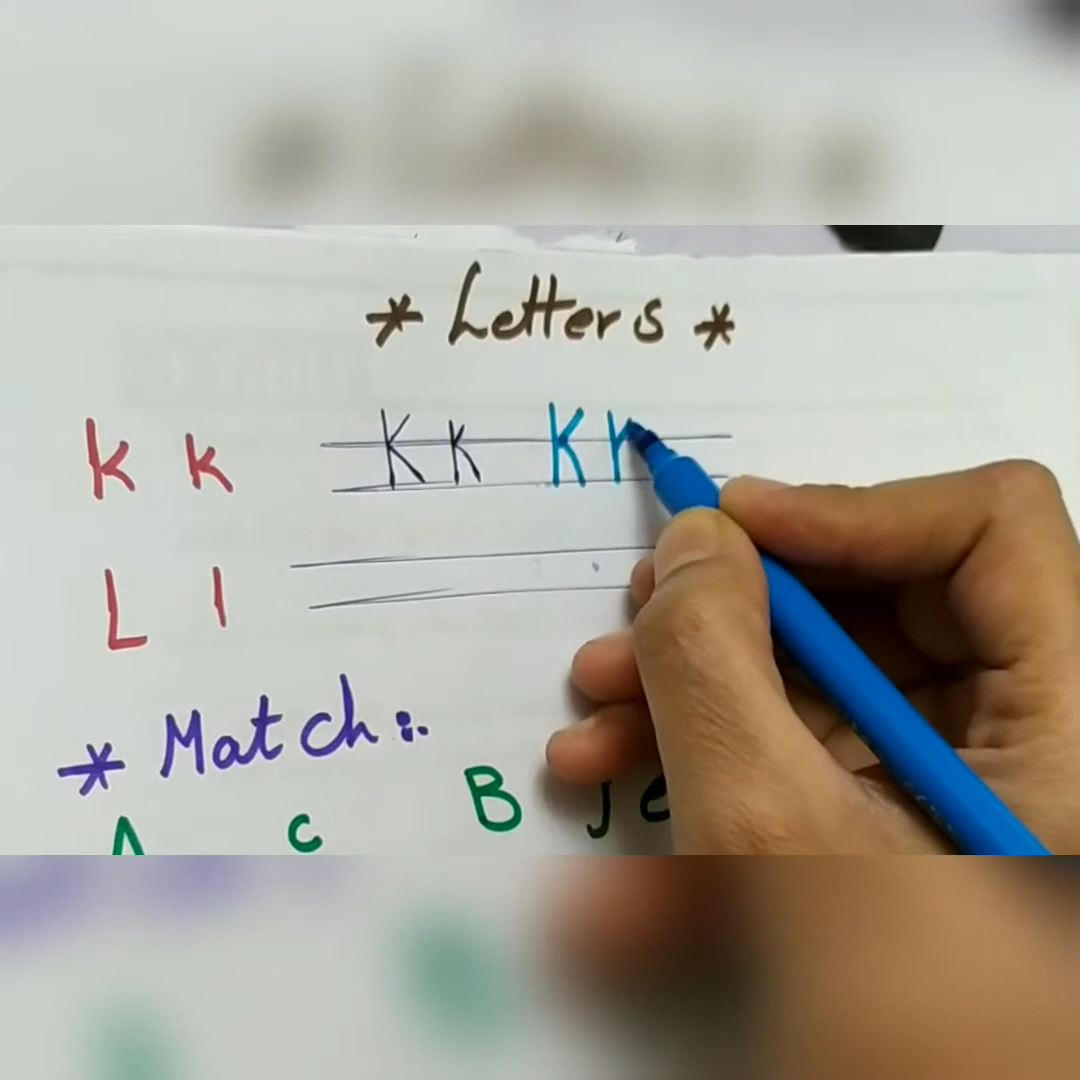 * Letters *
K k K k K
L l
* Match :.
A c B j e